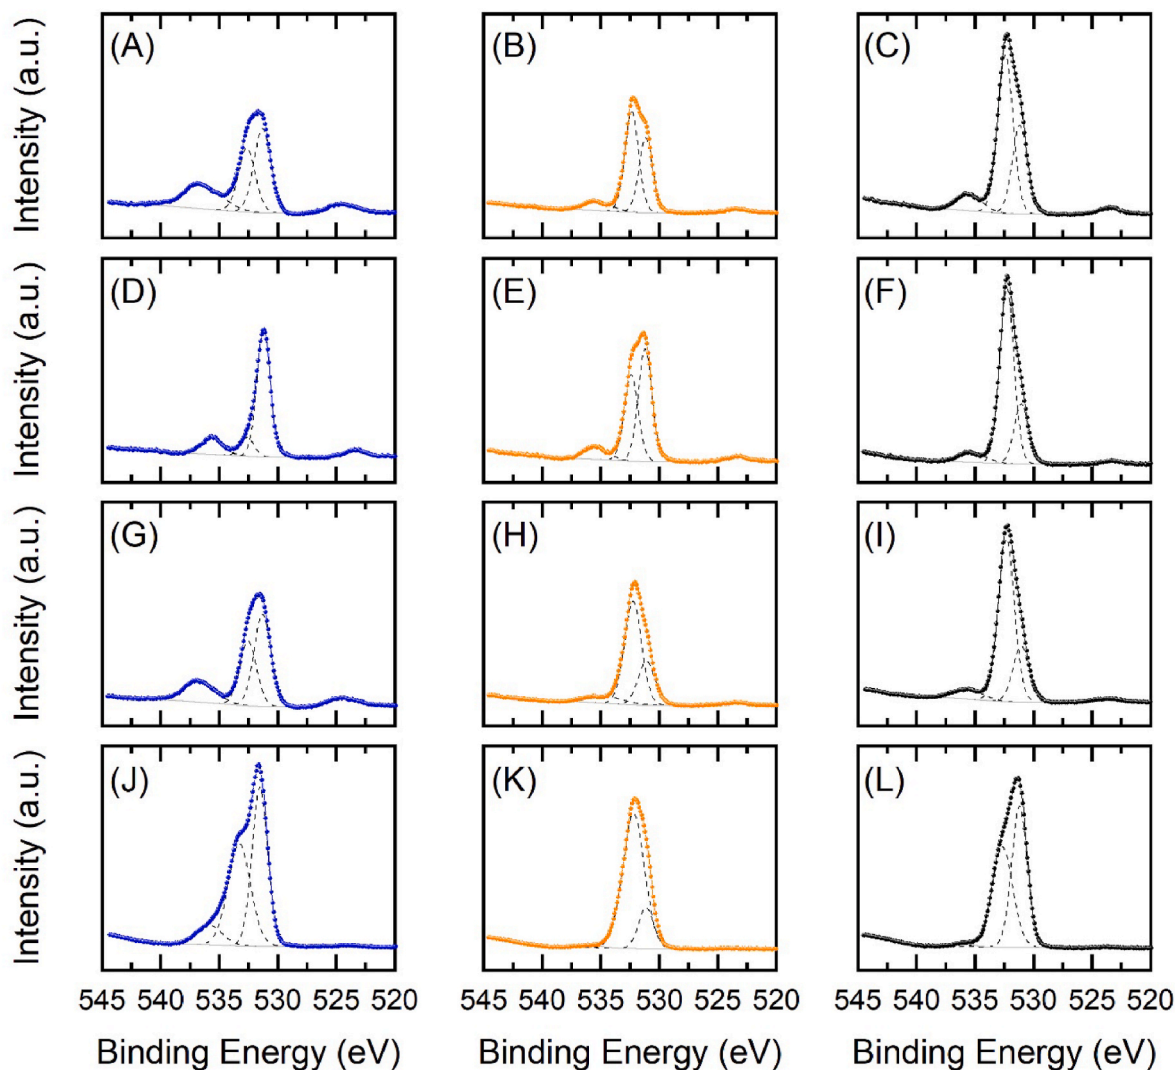 Intensity (a.u.)
(A)
(B)
(C)
Intensity (a.u.)
(D)
(E)
(F)
Intensity (a.u.)
(G)
(H)
(I)
Intensity (a.u.)
(J)
(K)
(L)
545 540 535 530 525 520
545 540 535 530 525 520
545 540 535 530 525 520
Binding Energy (eV)
Binding Energy (eV)
Binding Energy (eV)